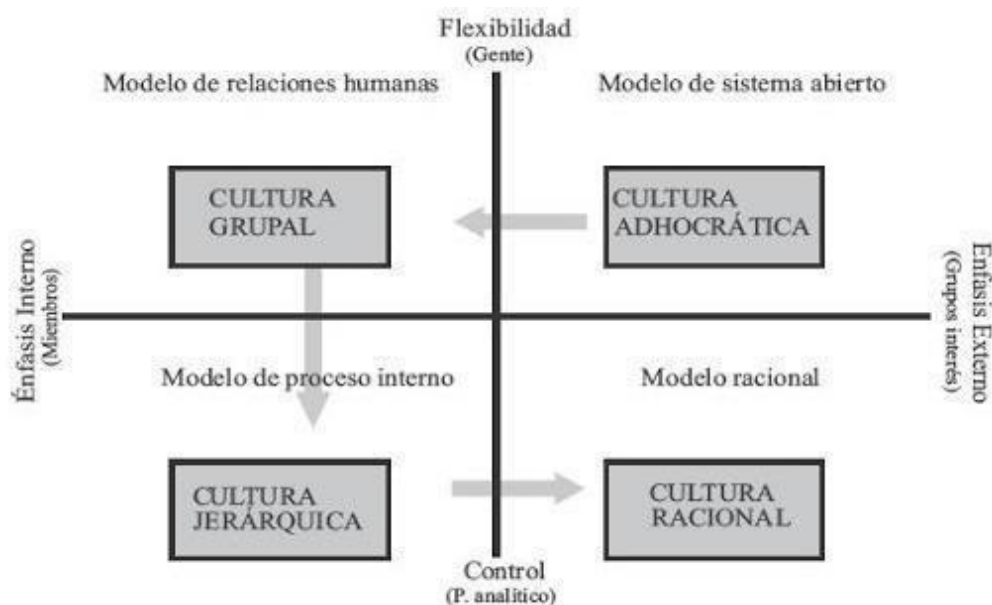 Flexibilidad
(Gente)
Modelo de relaciones humanas
Modelo de sistema abierto
CULTURA
GRUPAL
CULTURA
ADHOCRÁTICA
Énfasis Interno
(Miembros)
Enfasis Externo
(Grupos interés)
Modelo de proceso interno
Modelo racional
CULTURA
JERÁRQUICA
CULTURA
RACIONAL
Control
(P. analítico)